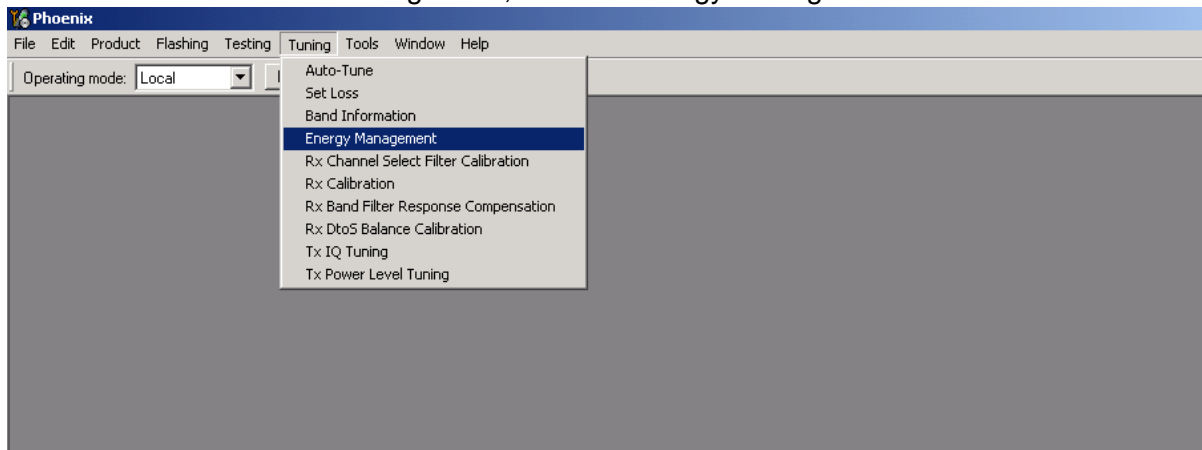 Phoenix
File Edit Product Flashing Testing Tuning Tools Window Help
Operating mode: Local
Auto-Tune
Set Loss
Band Information
Energy Management
Rx Channel Select Filter Calibration
Rx Calibration
Rx Band Filter Response Compensation
Rx DtoS Balance Calibration
Tx IQ Tuning
Tx Power Level Tuning